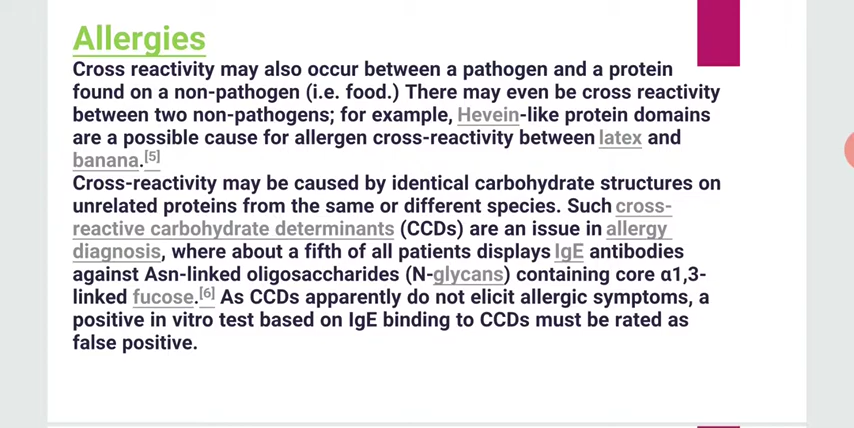 Allergies
Cross reactivity may also occur between a pathogen and a protein
found on a non-pathogen (i.e. food.) There may even be cross reactivity
between two non-pathogens; for example, Hevein-like protein domains
are a possible cause for allergen cross-reactivity between latex and
banana.[5]
Cross-reactivity may be caused by identical carbohydrate structures on
unrelated proteins from the same or different species. Such cross-
reactive carbohydrate determinants (CCDs) are an issue in allergy
diagnosis, where about a fifth of all patients displays IgE antibodies
against Asn-linked oligosaccharides (N-glycans) containing core α1,3-
linked fucose.[6] As CCDs apparently do not elicit allergic symptoms, a
positive in vitro test based on IgE binding to CCDs must be rated as
false positive.